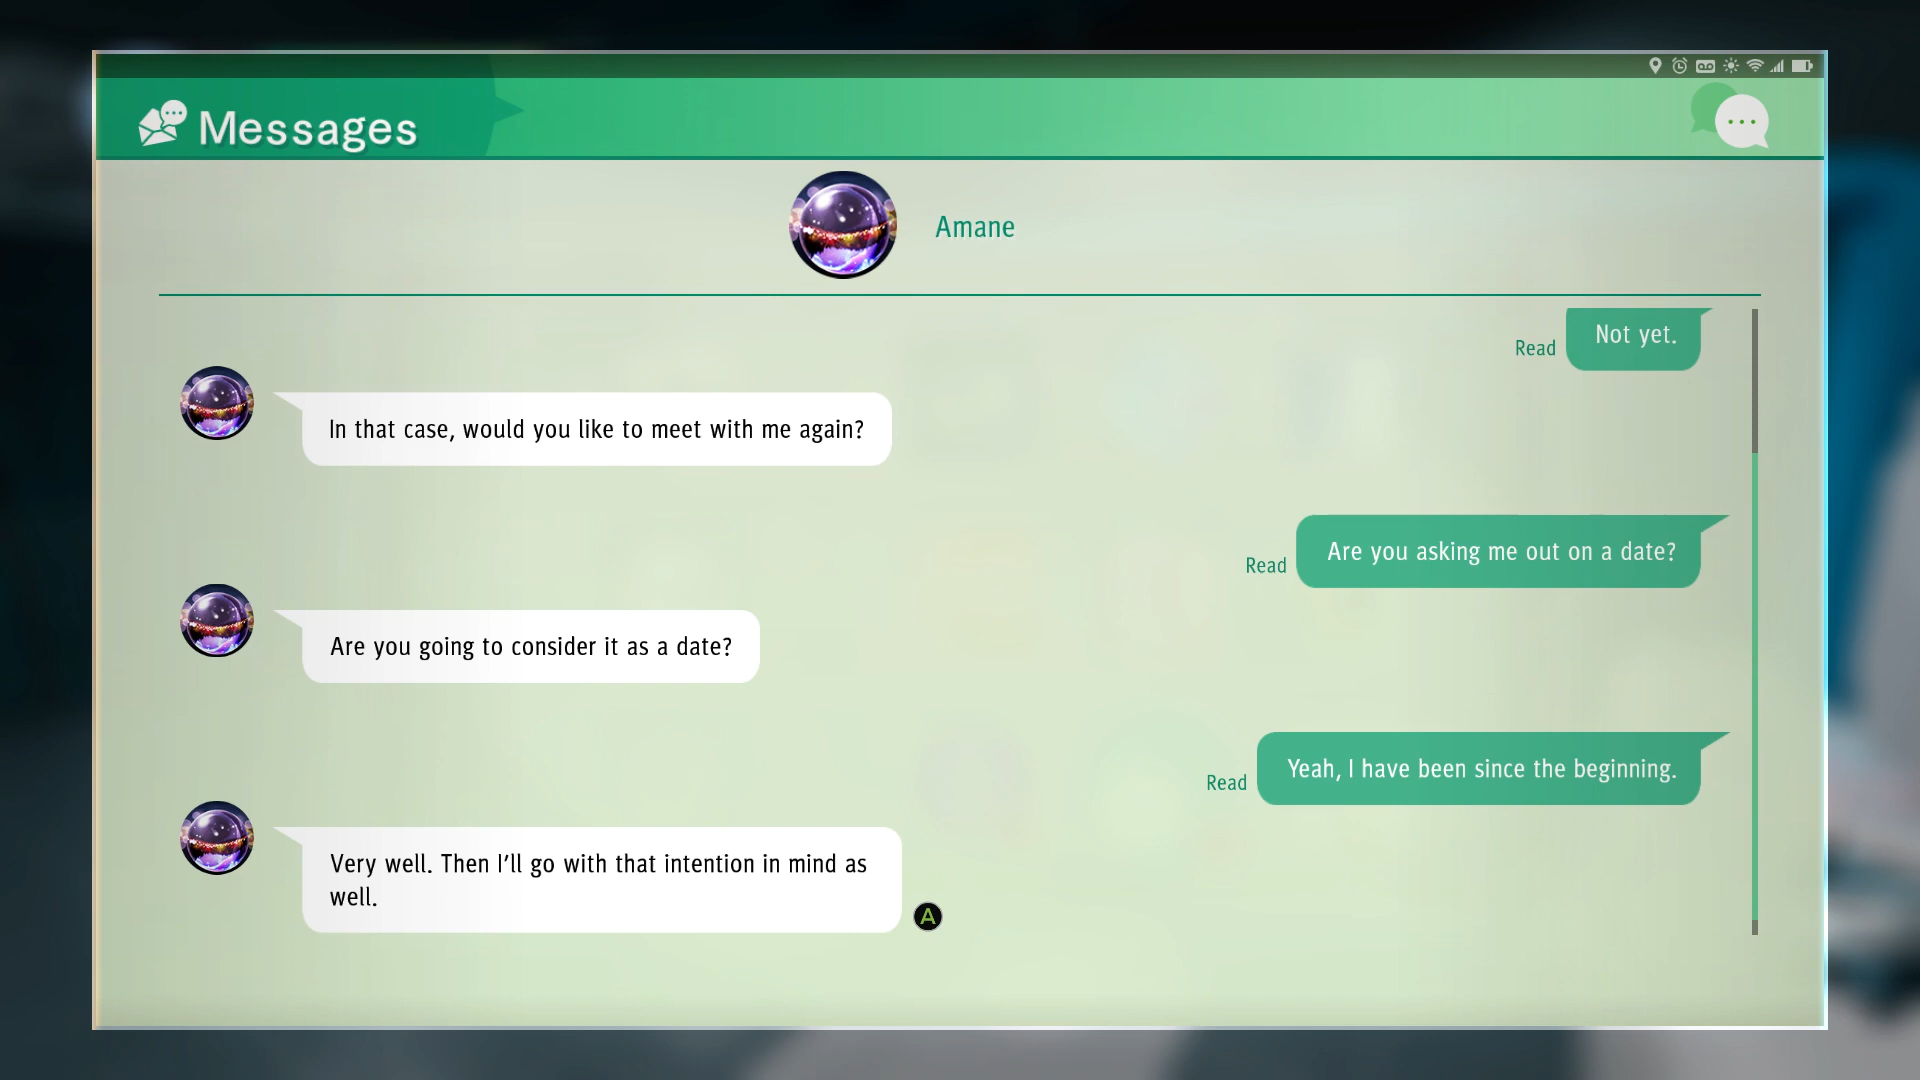 Messages
Amane
Not yet.
Read
In that case, would you like to meet with me again?
Are you asking me out on a date?
Read
Are you going to consider it as a date?
Yeah, I have been since the beginning.
Read
Very well. Then I'll go with that intention in mind as
well.
A